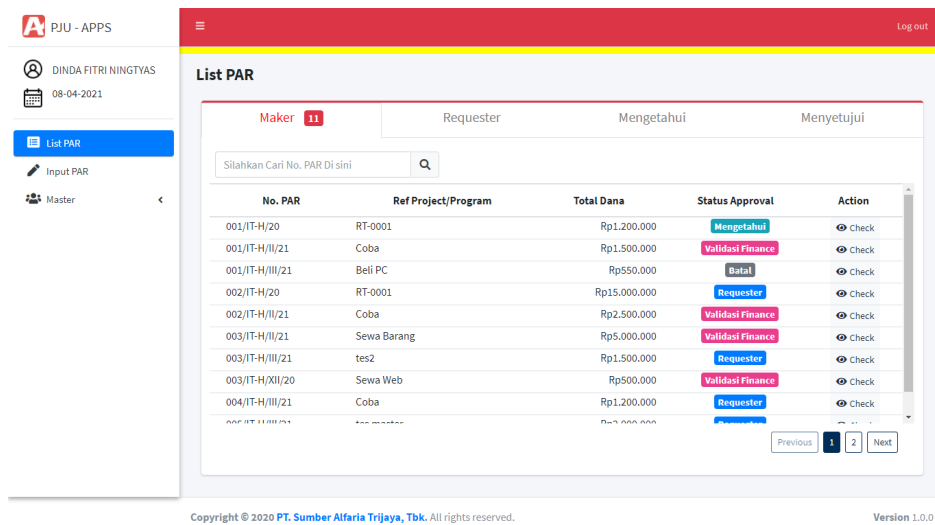 PJU - APPS
Log out
DINDA FITRI NINGTYAS
08-04-2021
List PAR
Input PAR
Master
List PAR
Maker 11 Requester Mengetahui Menyetujui
Silahkan Cari No. PAR Di sini
No. PAR Ref Project/Program Total Dana Status Approval Action
001/IT-H/20 RT-0001 Rp1.200.000 Mengetahui Check
001/IT-H/II/21 Coba Rp1.500.000 Validasi Finance Check
001/IT-H/III/21 Beli PC Rp550.000 Batal Check
002/IT-H/20 RT-0001 Rp15.000.000 Requester Check
002/IT-H/II/21 Coba Rp2.500.000 Validasi Finance Check
003/IT-H/II/21 Sewa Barang Rp5.000.000 Validasi Finance Check
003/IT-H/III/21 tes2 Rp1.500.000 Requester Check
003/IT-H/XII/20 Sewa Web Rp500.000 Validasi Finance Check
004/IT-H/III/21 Coba Rp1.200.000 Requester Check
Previous 1 2 Next
Copyright © 2020 PT. Sumber Alfaria Trijaya, Tbk. All rights reserved. Version 1.0.0